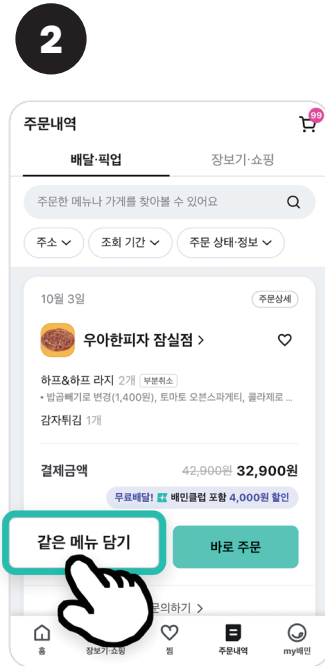 2
주문내역
99
배달·픽업 장보기·쇼핑
주문한 메뉴나 가게를 찾아볼 수 있어요
주소 조회 기간 주문 상태·정보
10월 3일 주문상세
우아한피자 잠실점 >
하프&하프 라지 2개 부분취소
• 밥곱빼기로 변경(1,400원), 토마토 오븐스파게티, 콜라제로 ...
감자튀김 1개
결제금액 42,900원 32,900원
무료배달! 배민클럽 포함 4,000원 할인
같은 메뉴 담기 바로 주문
문의하기 >
홈 장보기·쇼핑 찜 주문내역 my배민